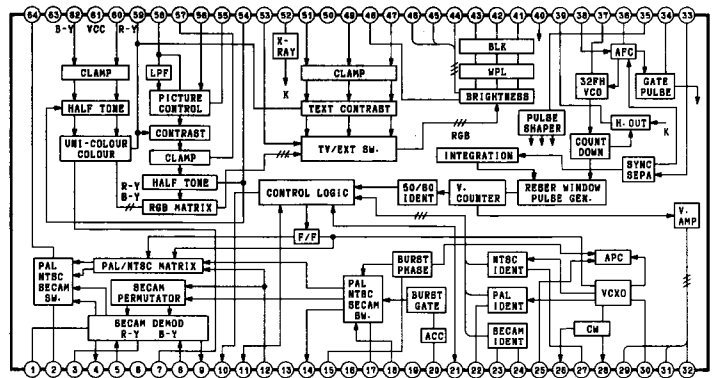 64 63 62 61 60 59 58 57 56 55 54 53 52 51 50 49 48 47 46 45 44 43 42 41 40 39 38 37 36 35 34 33
B-Y VCC R-Y
X-RAY
K
CLAMP
LPF
CLAMP
BLK
AFC
WPL
32FH VCO
GATE PULSE
HALF TONE
PICTURE CONTROL
TEXT CONTRAST
BRIGHTNESS
UNI-COLOUR COLOUR
CONTRAST
TV/EXT SW.
RGB
PULSE SHAPER
H.OUT
K
CLAMP
COUNT DOWN
INTEGRATION
SYNC SEPA
R-Y
B-Y
HALF TONE
RGB MATRIX
CONTROL LOGIC
50/60 IDENT
V. COUNTER
RESER WINDOW PULSE GEN.
V. AMP
F/F
PAL NTSC SECAM SW.
PAL/NTSC MATRIX
BURST PHASE
NTSC IDENT
APC
SECAM PERMUTATOR
PAL NTSC SECAM SW.
BURST GATE
PAL IDENT
VCXO
SECAM DEMOD
R-Y B-Y
ACC
SECAM IDENT
CW
1 2 3 4 5 6 7 8 9 10 11 12 13 14 15 16 17 18 19 20 21 22 23 24 25 26 27 28 29 30 31 32